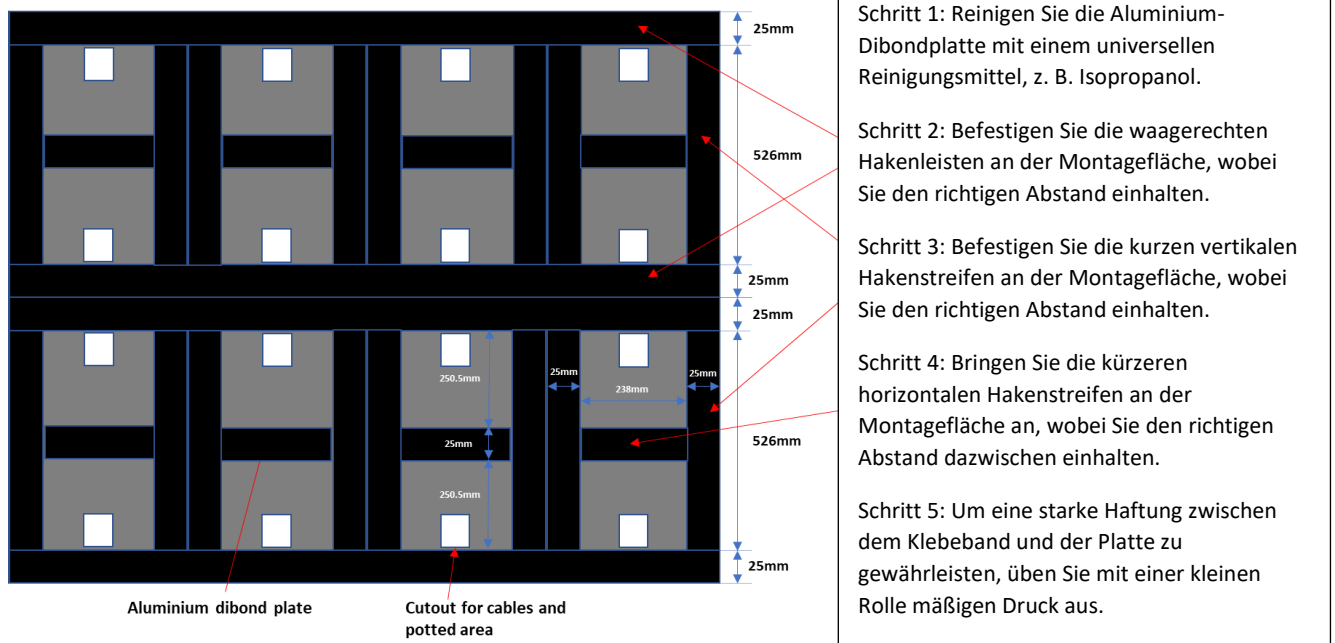 25mm
526mm
25mm
25mm
250.5mm
25mm
25mm
238mm
25mm
526mm
250.5mm
25mm
Aluminium dibond plate
Cutout for cables and
potted area
Schritt 1: Reinigen Sie die Aluminium-
Dibondplatte mit einem universellen
Reinigungsmittel, z. B. Isopropanol.
Schritt 2: Befestigen Sie die waagerechten
Hakenleisten an der Montagefläche, wobei
Sie den richtigen Abstand einhalten.
Schritt 3: Befestigen Sie die kurzen vertikalen
Hakenstreifen an der Montagefläche, wobei
Sie den richtigen Abstand einhalten.
Schritt 4: Bringen Sie die kürzeren
horizontalen Hakenstreifen an der
Montagefläche an, wobei Sie den richtigen
Abstand dazwischen einhalten.
Schritt 5: Um eine starke Haftung zwischen
dem Klebeband und der Platte zu
gewährleisten, üben Sie mit einer kleinen
Rolle mäßigen Druck aus.